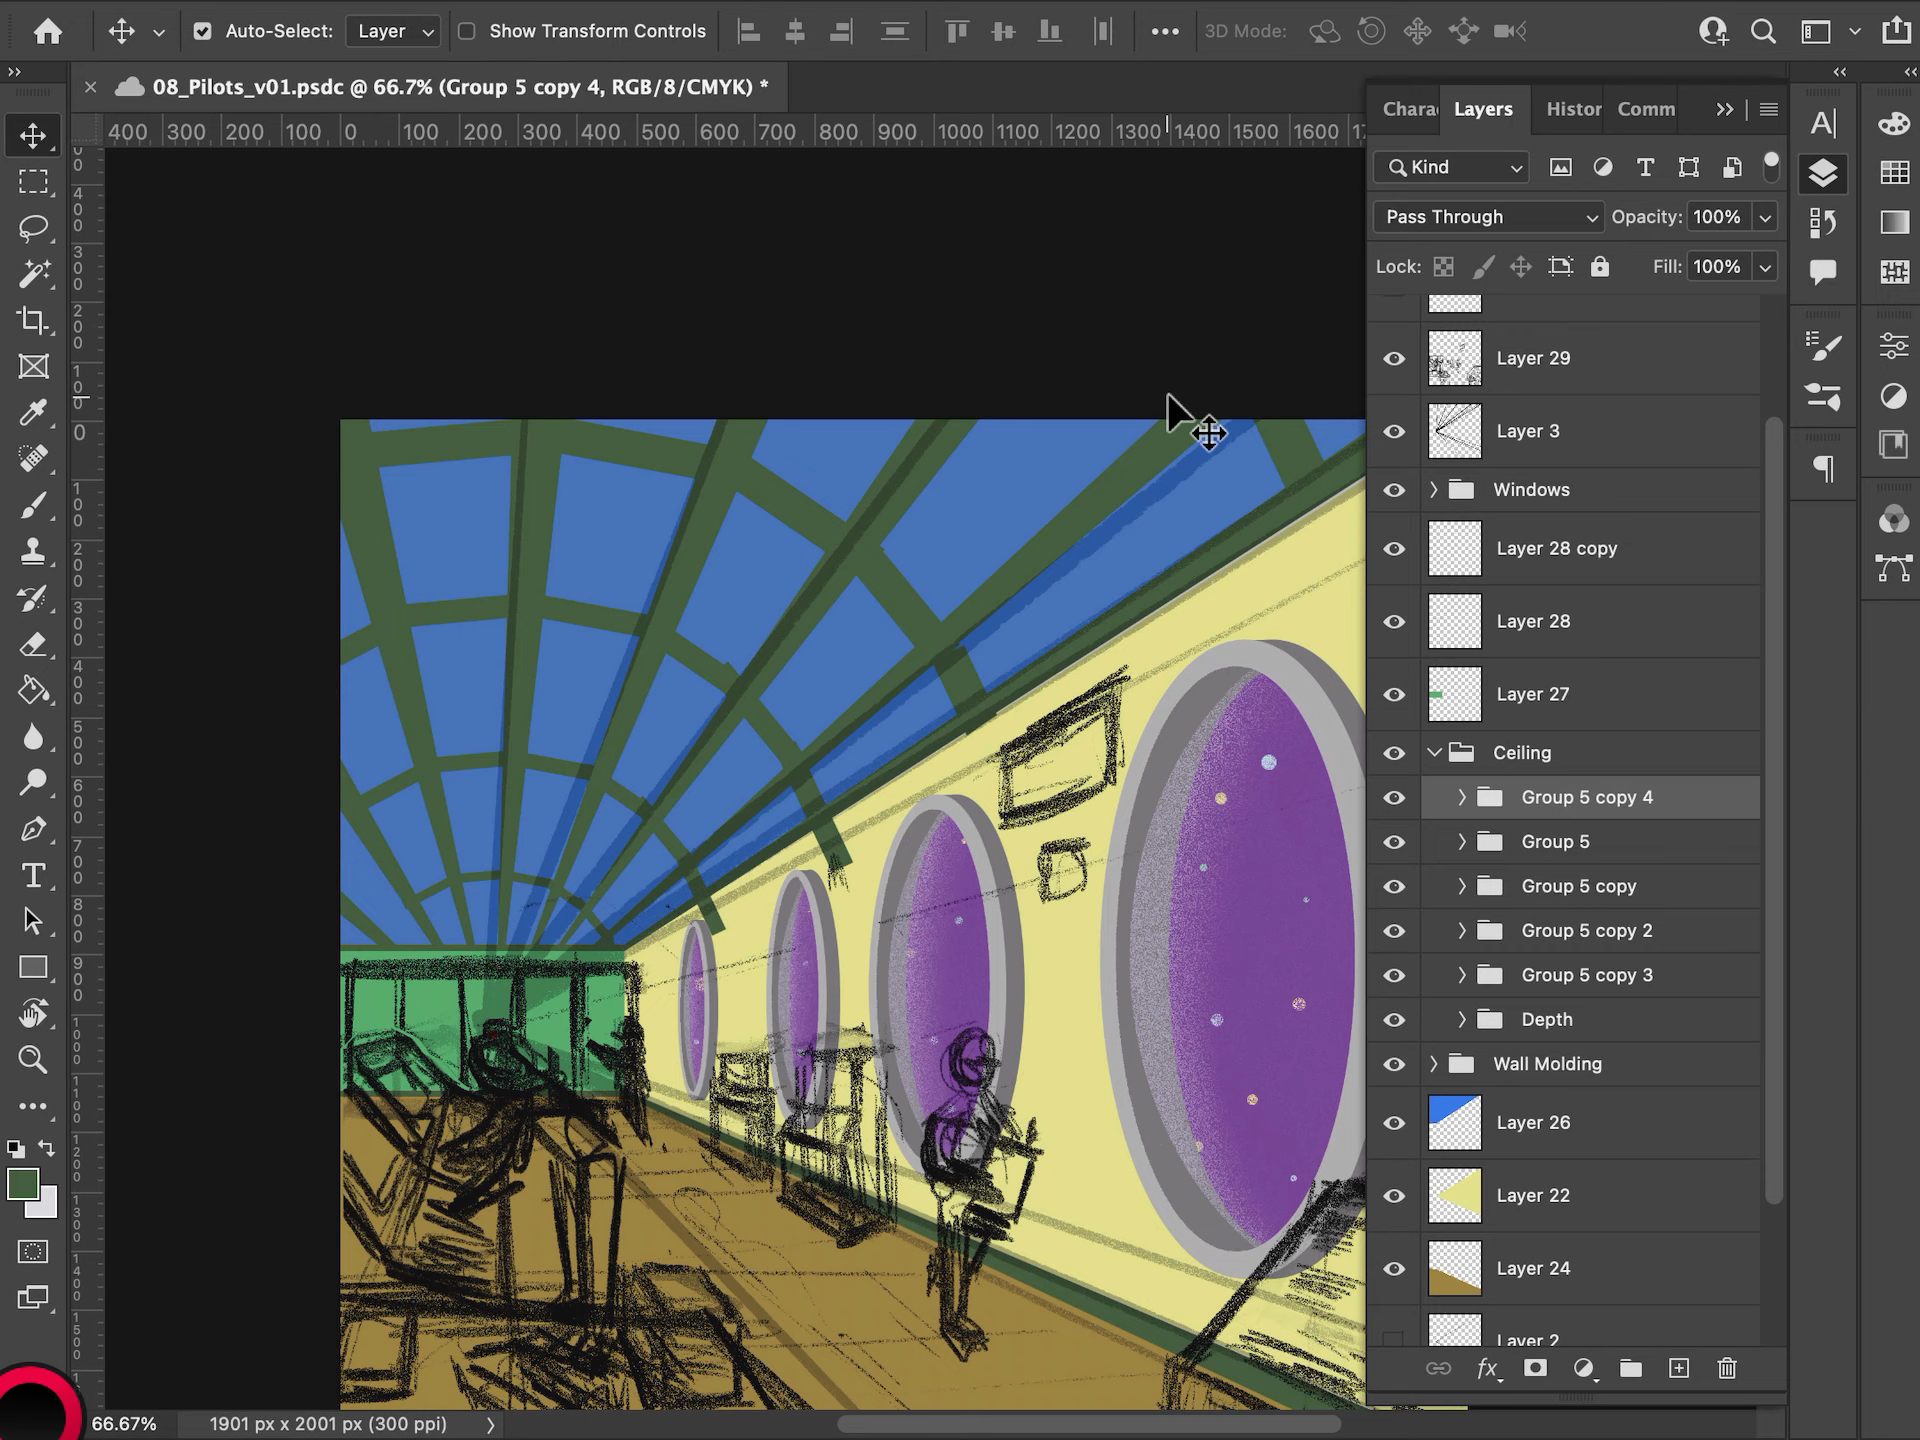 Auto-Select: Layer Show Transform Controls 3D Mode:
08_Pilots_v01.psdc @ 66.7% (Group 5 copy 4, RGB/8/CMYK) *
400 300 200 100 0 100 200 300 400 500 600 700 800 900 1000 1100 1200 1300 1400 1500 1600
Layers Histor Comm
Kind
Pass Through Opacity: 100%
Lock: Fill: 100%
Layer 29
Layer 3
Windows
Layer 28 copy
Layer 28
Layer 27
Ceiling
Group 5 copy 4
Group 5
Group 5 copy
Group 5 copy 2
Group 5 copy 3
Depth
Wall Molding
Layer 26
Layer 22
Layer 24
Layer 2
fx
66.67% 1901 px x 2001 px (300 ppi)